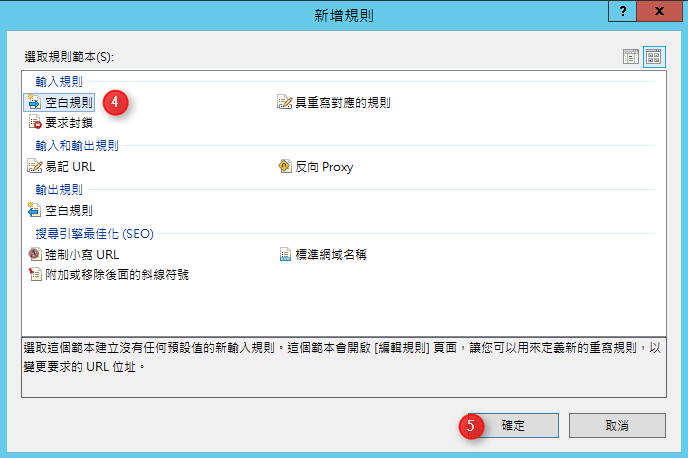 新增規則
?
x
選取規則範本(S):
輸入規則
空白規則
4
具重寫對應的規則
要求封鎖
輸入和輸出規則
易記 URL
反向 Proxy
輸出規則
空白規則
搜尋引擎最佳化 (SEO)
強制小寫 URL
標準網域名稱
附加或移除後面的斜線符號
選取這個範本建立沒有任何預設值的新輸入規則。這個範本會開啟 [編輯規則] 頁面，讓您可以用來定義新的重寫規則，以
變更要求的 URL 位址。
5
確定
取消